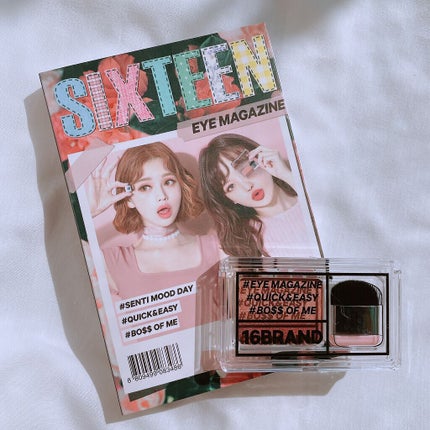 SIXTEEN
EYE MAGAZINE
#SENTI MOOD DAY
#QUICK&EASY
#BO$$ OF ME
#EYE MAGAZINE
#QUICK&EASY
#BO$$ OF ME
16BRAND